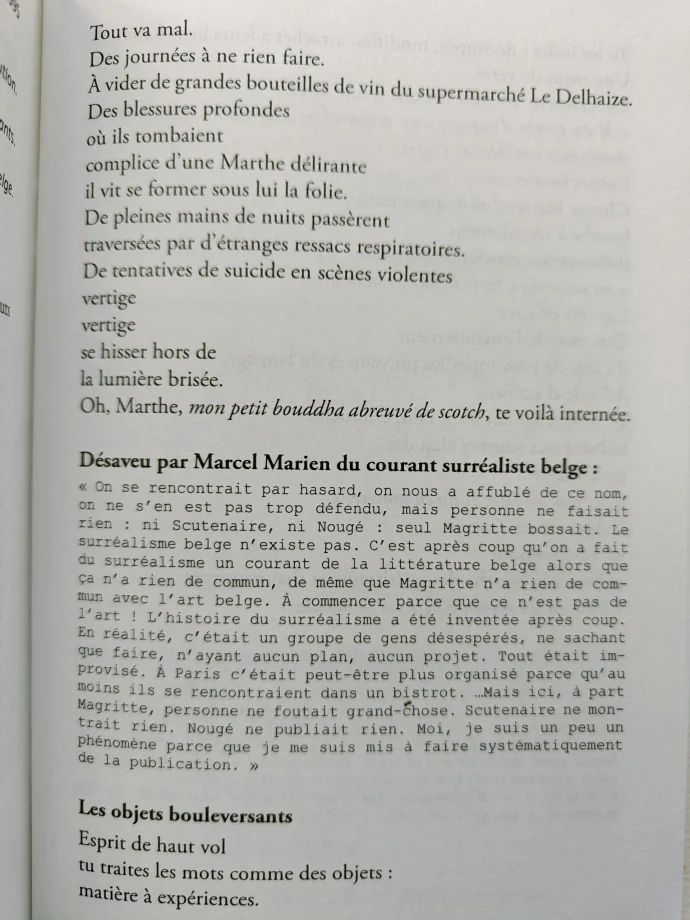 Tout va mal.
Des journées à ne rien faire.
À vider de grandes bouteilles de vin du supermarché Le Delhaize.
Des blessures profondes
où ils tombaient
complice d'une Marthe délirante
il vit se former sous lui la folie.
De pleines mains de nuits passèrent
traversées par d'étranges ressacs respiratoires.
De tentatives de suicide en scènes violentes
vertige
vertige
se hisser hors de
la lumière brisée.
Oh, Marthe, mon petit bouddha abreuvé de scotch, te voilà internée.
Désaveu par Marcel Marien du courant surréaliste belge :
« On se rencontrait par hasard, on nous a affublé de ce nom,
on ne s'en est pas trop défendu, mais personne ne faisait
rien : ni Scutenaire, ni Nougé : seul Magritte bossait. Le
surréalisme belge n'existe pas. C'est après coup qu'on a fait
du surréalisme un courant de la littérature belge alors que
ça n'a rien de commun, de même que Magritte n'a rien de com-
mun avec l'art belge. À commencer parce que ce n'est pas de
l'art ! L'histoire du surréalisme a été inventée après coup.
En réalité, c'était un groupe de gens désespérés, ne sachant
que faire, n'ayant aucun plan, aucun projet. Tout était im-
provisé. À Paris c'était peut-être plus organisé parce qu'au
moins ils se rencontraient dans un bistrot. …Mais ici, à part
Magritte, personne ne foutait grand-chose. Scutenaire ne mon-
trait rien. Nougé ne publiait rien. Moi, je suis un peu un
phénomène parce que je me suis mis à faire systématiquement
de la publication. »
Les objets bouleversants
Esprit de haut vol
tu traites les mots comme des objets :
matière à expériences.